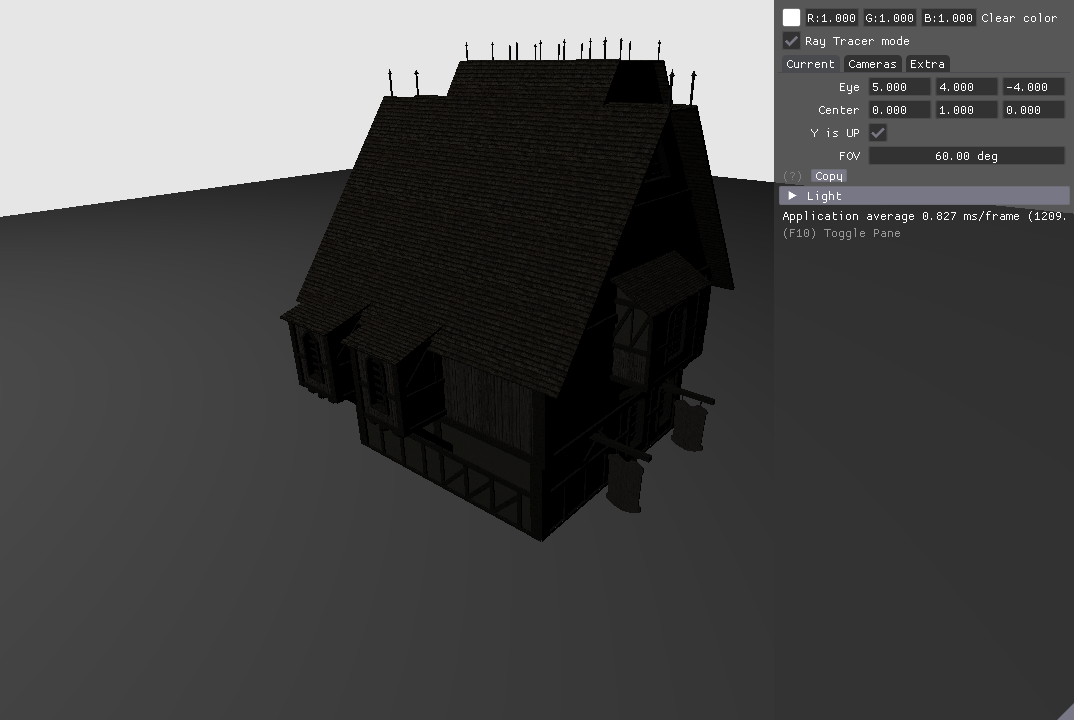 R:1.000 G:1.000 B:1.000 Clear color
Ray Tracer mode
Current Cameras Extra
Eye 5.000 4.000 -4.000
Center 0.000 1.000 0.000
Y is UP
FOV 60.00 deg
(?) Copy
Light
Application average 0.827 ms/frame (1209.
(F10) Toggle Pane